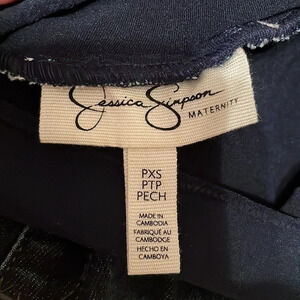 Jessica Simpson
MATERNITY
PXS
PTP
PECH
MADE IN
CAMBODIA
FABRIQUÉ AU
CAMBODGE
HECHO EN
CAMBOYA